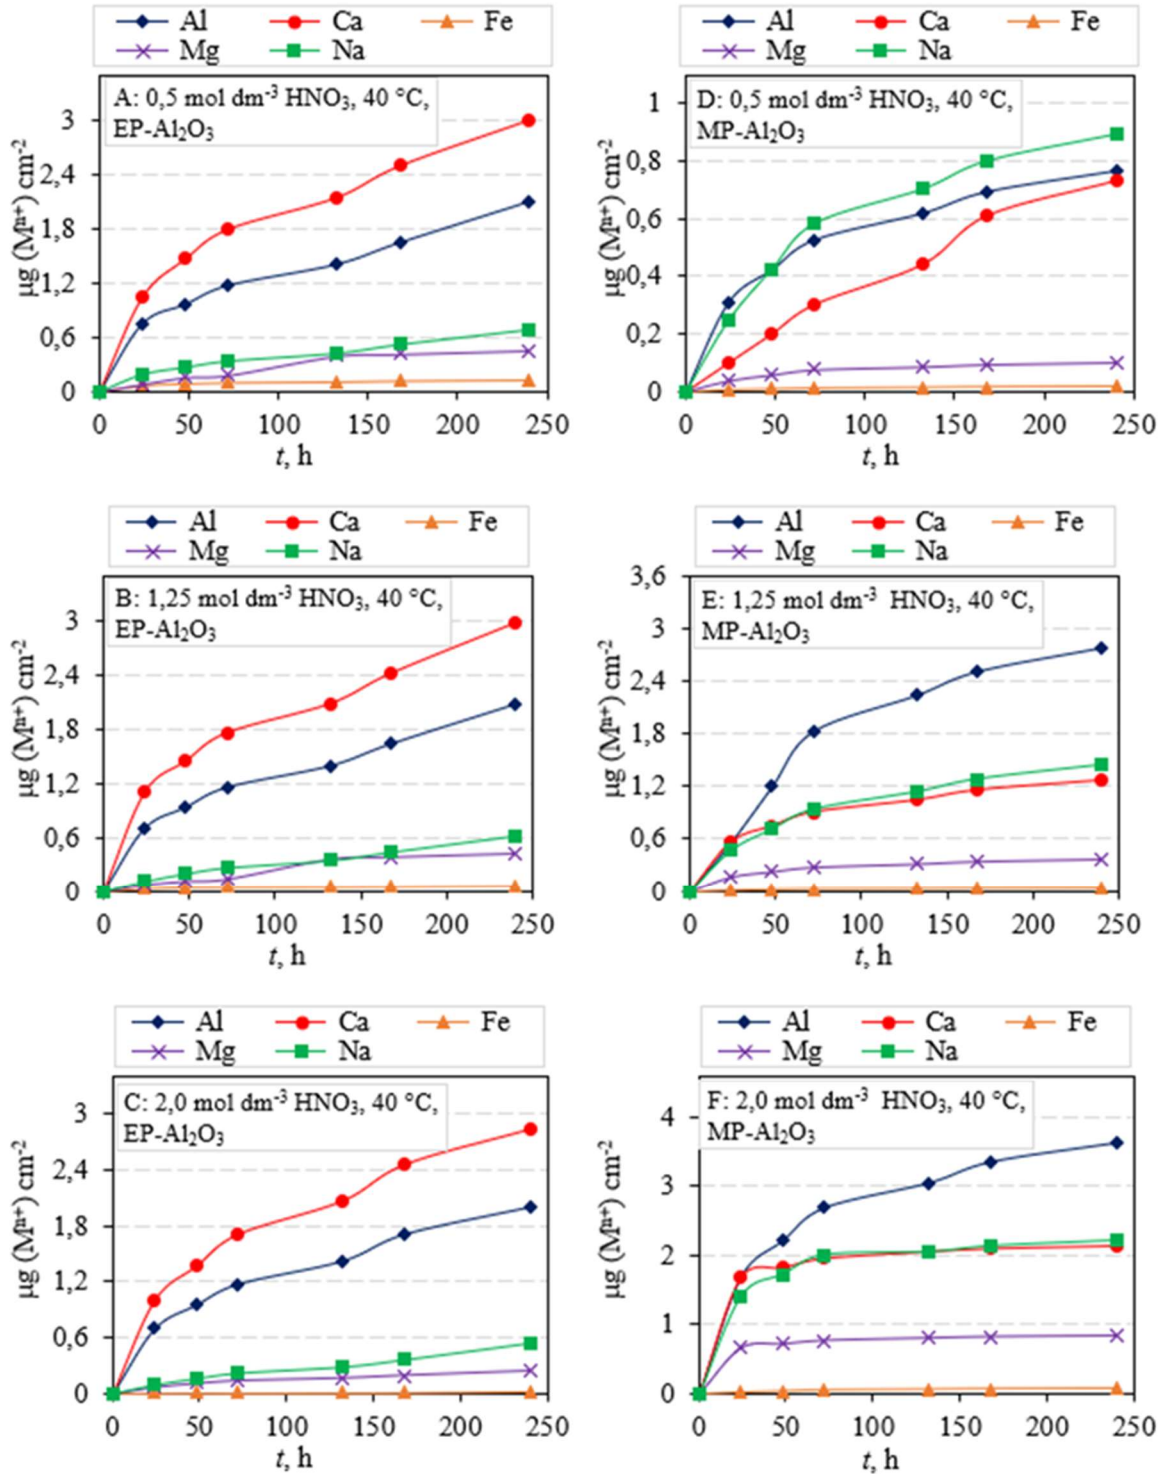 Al Ca Fe
Mg Na
A: 0,5 mol dm⁻³ HNO₃, 40 °C,
EP-Al₂O₃
µg (Mⁿ⁺) cm⁻²
3
2,4
1,8
1,2
0,6
0
0 50 100 150 200 250
t, h
Al Ca Fe
Mg Na
D: 0,5 mol dm⁻³ HNO₃, 40 °C,
MP-Al₂O₃
µg (Mⁿ⁺) cm⁻²
1
0,8
0,6
0,4
0,2
0
0 50 100 150 200 250
t, h
Al Ca Fe
Mg Na
B: 1,25 mol dm⁻³ HNO₃, 40 °C,
EP-Al₂O₃
µg (Mⁿ⁺) cm⁻²
3
2,4
1,8
1,2
0,6
0
0 50 100 150 200 250
t, h
Al Ca Fe
Mg Na
E: 1,25 mol dm⁻³ HNO₃, 40 °C,
MP-Al₂O₃
µg (Mⁿ⁺) cm⁻²
3,6
3
2,4
1,8
1,2
0,6
0
0 50 100 150 200 250
t, h
Al Ca Fe
Mg Na
C: 2,0 mol dm⁻³ HNO₃, 40 °C,
EP-Al₂O₃
µg (Mⁿ⁺) cm⁻²
3
2,4
1,8
1,2
0,6
0
0 50 100 150 200 250
t, h
Al Ca Fe
Mg Na
F: 2,0 mol dm⁻³ HNO₃, 40 °C,
MP-Al₂O₃
µg (Mⁿ⁺) cm⁻²
4
3
2
1
0
0 50 100 150 200 250
t, h